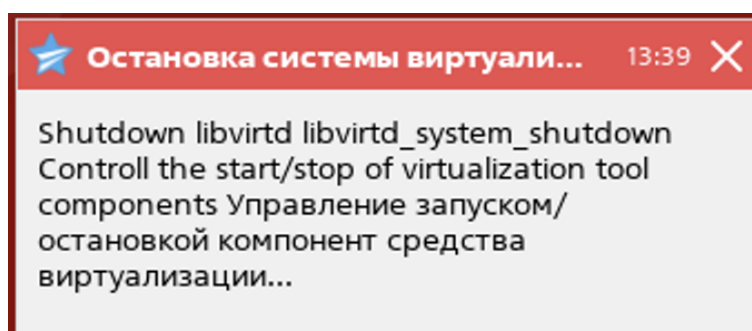 Остановка системы виртуали... 13:39
Shutdown libvirtd libvirtd_system_shutdown
Controll the start/stop of virtualization tool
components Управление запуском/
остановкой компонент средства
виртуализации...